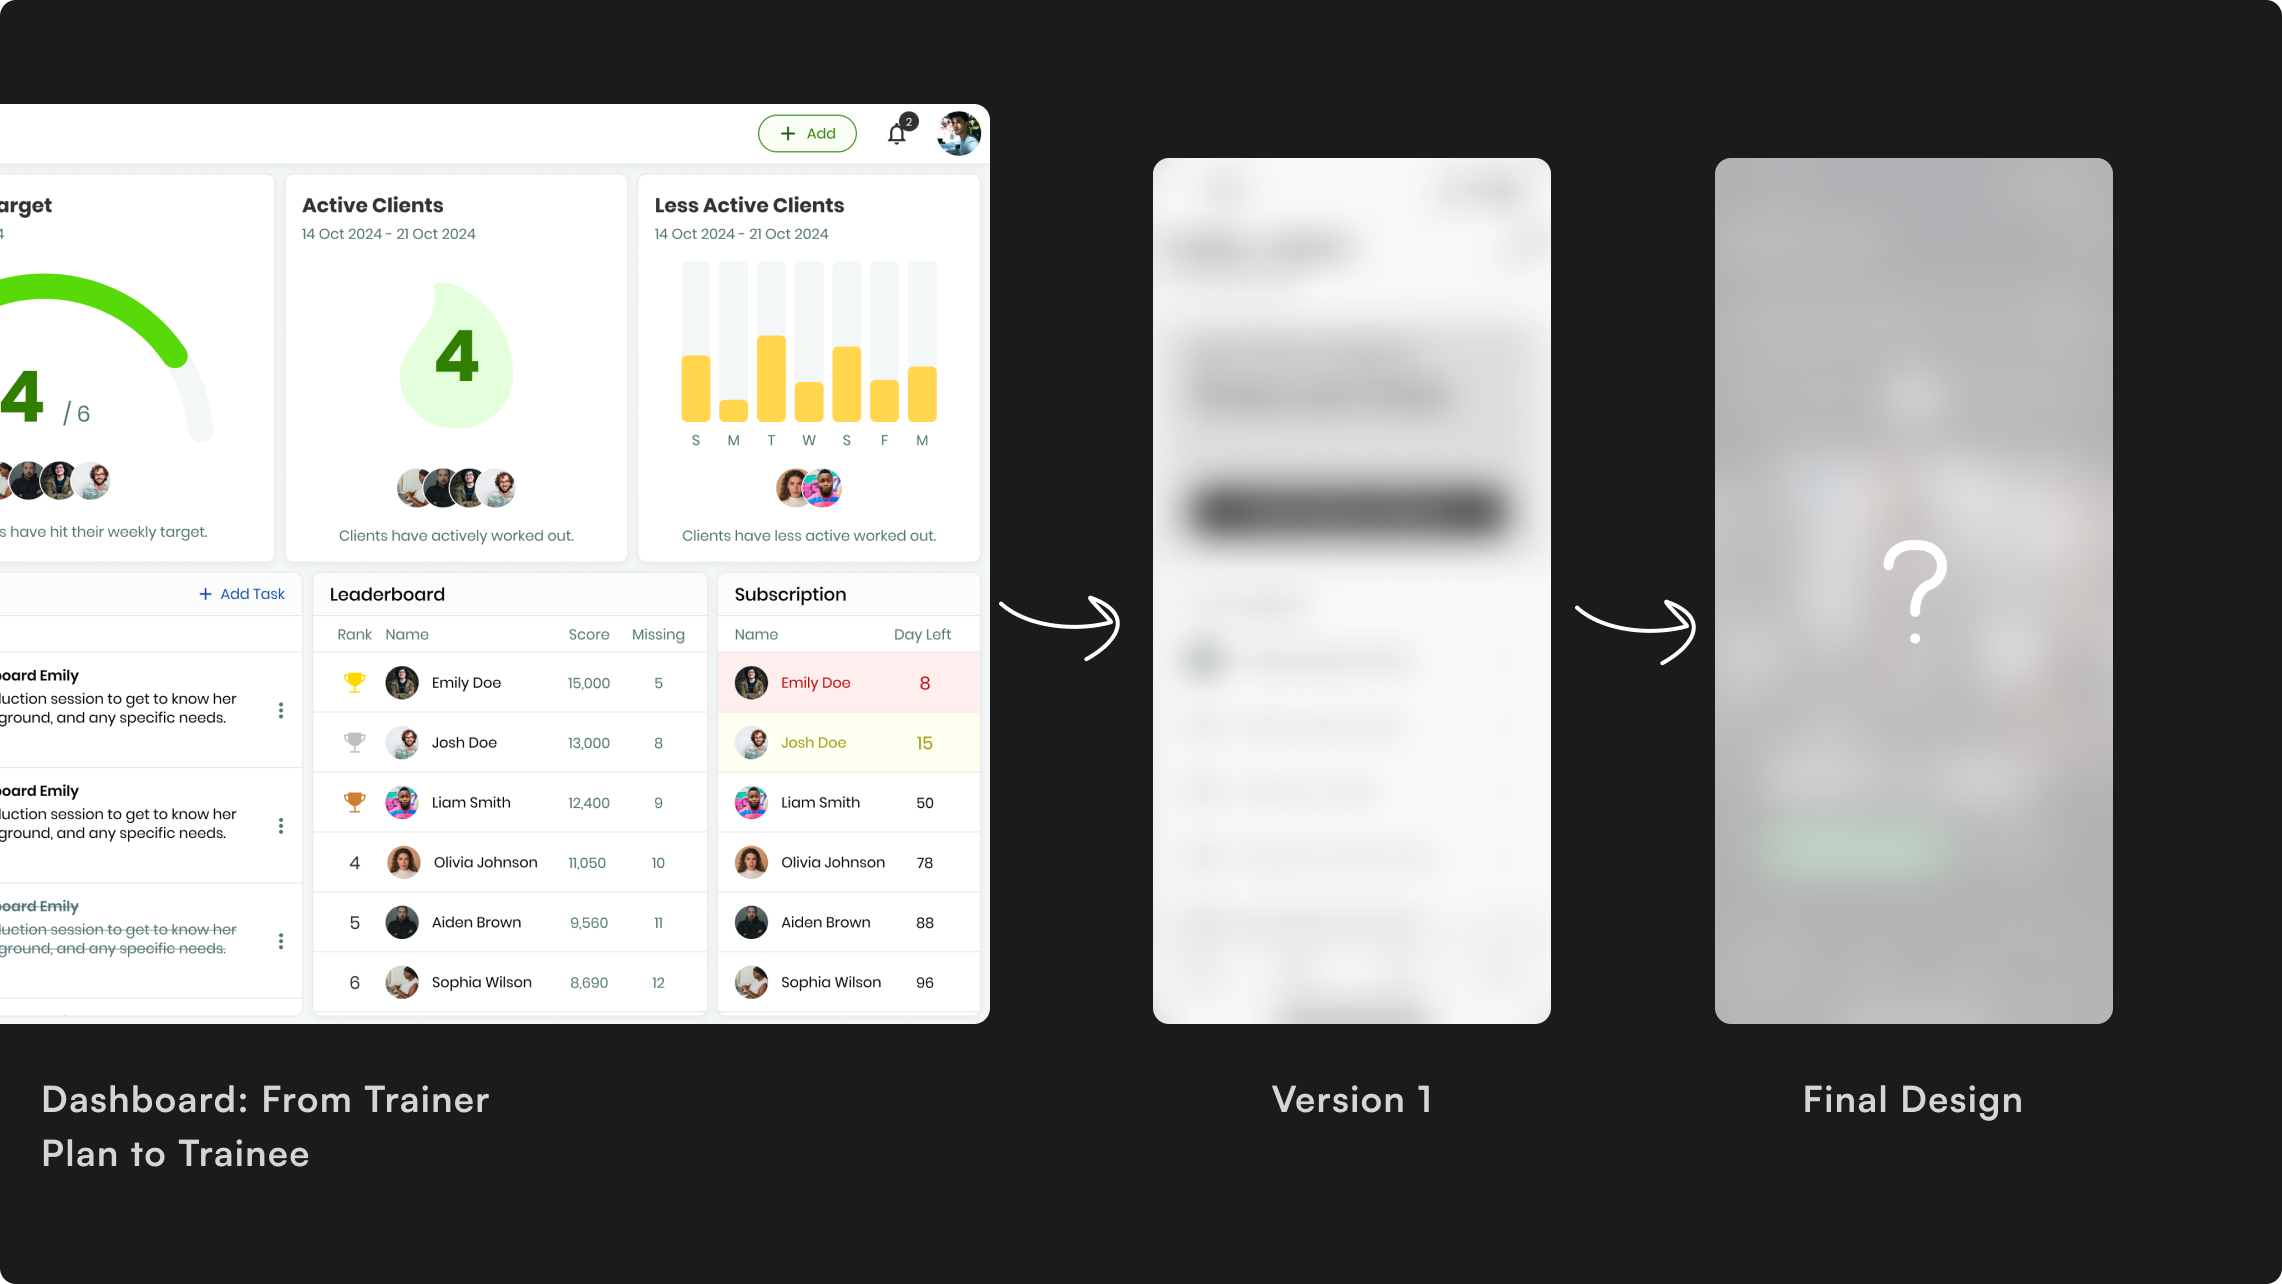 + Add
2
arget
4
4 / 6
s have hit their weekly target.
Active Clients
14 Oct 2024 - 21 Oct 2024
4
Clients have actively worked out.
Less Active Clients
14 Oct 2024 - 21 Oct 2024
S M T W S F M
Clients have less active worked out.
+ Add Task
board Emily
luction session to get to know her
ground, and any specific needs.
board Emily
luction session to get to know her
ground, and any specific needs.
board Emily
luction session to get to know her
ground, and any specific needs.
Leaderboard
Rank Name Score Missing
Emily Doe 15,000 5
Josh Doe 13,000 8
Liam Smith 12,400 9
4 Olivia Johnson 11,050 10
5 Aiden Brown 9,560 11
6 Sophia Wilson 8,690 12
Subscription
Name Day Left
Emily Doe 8
Josh Doe 15
Liam Smith 50
Olivia Johnson 78
Aiden Brown 88
Sophia Wilson 96
?
Dashboard: From Trainer
Plan to Trainee
Version 1
Final Design